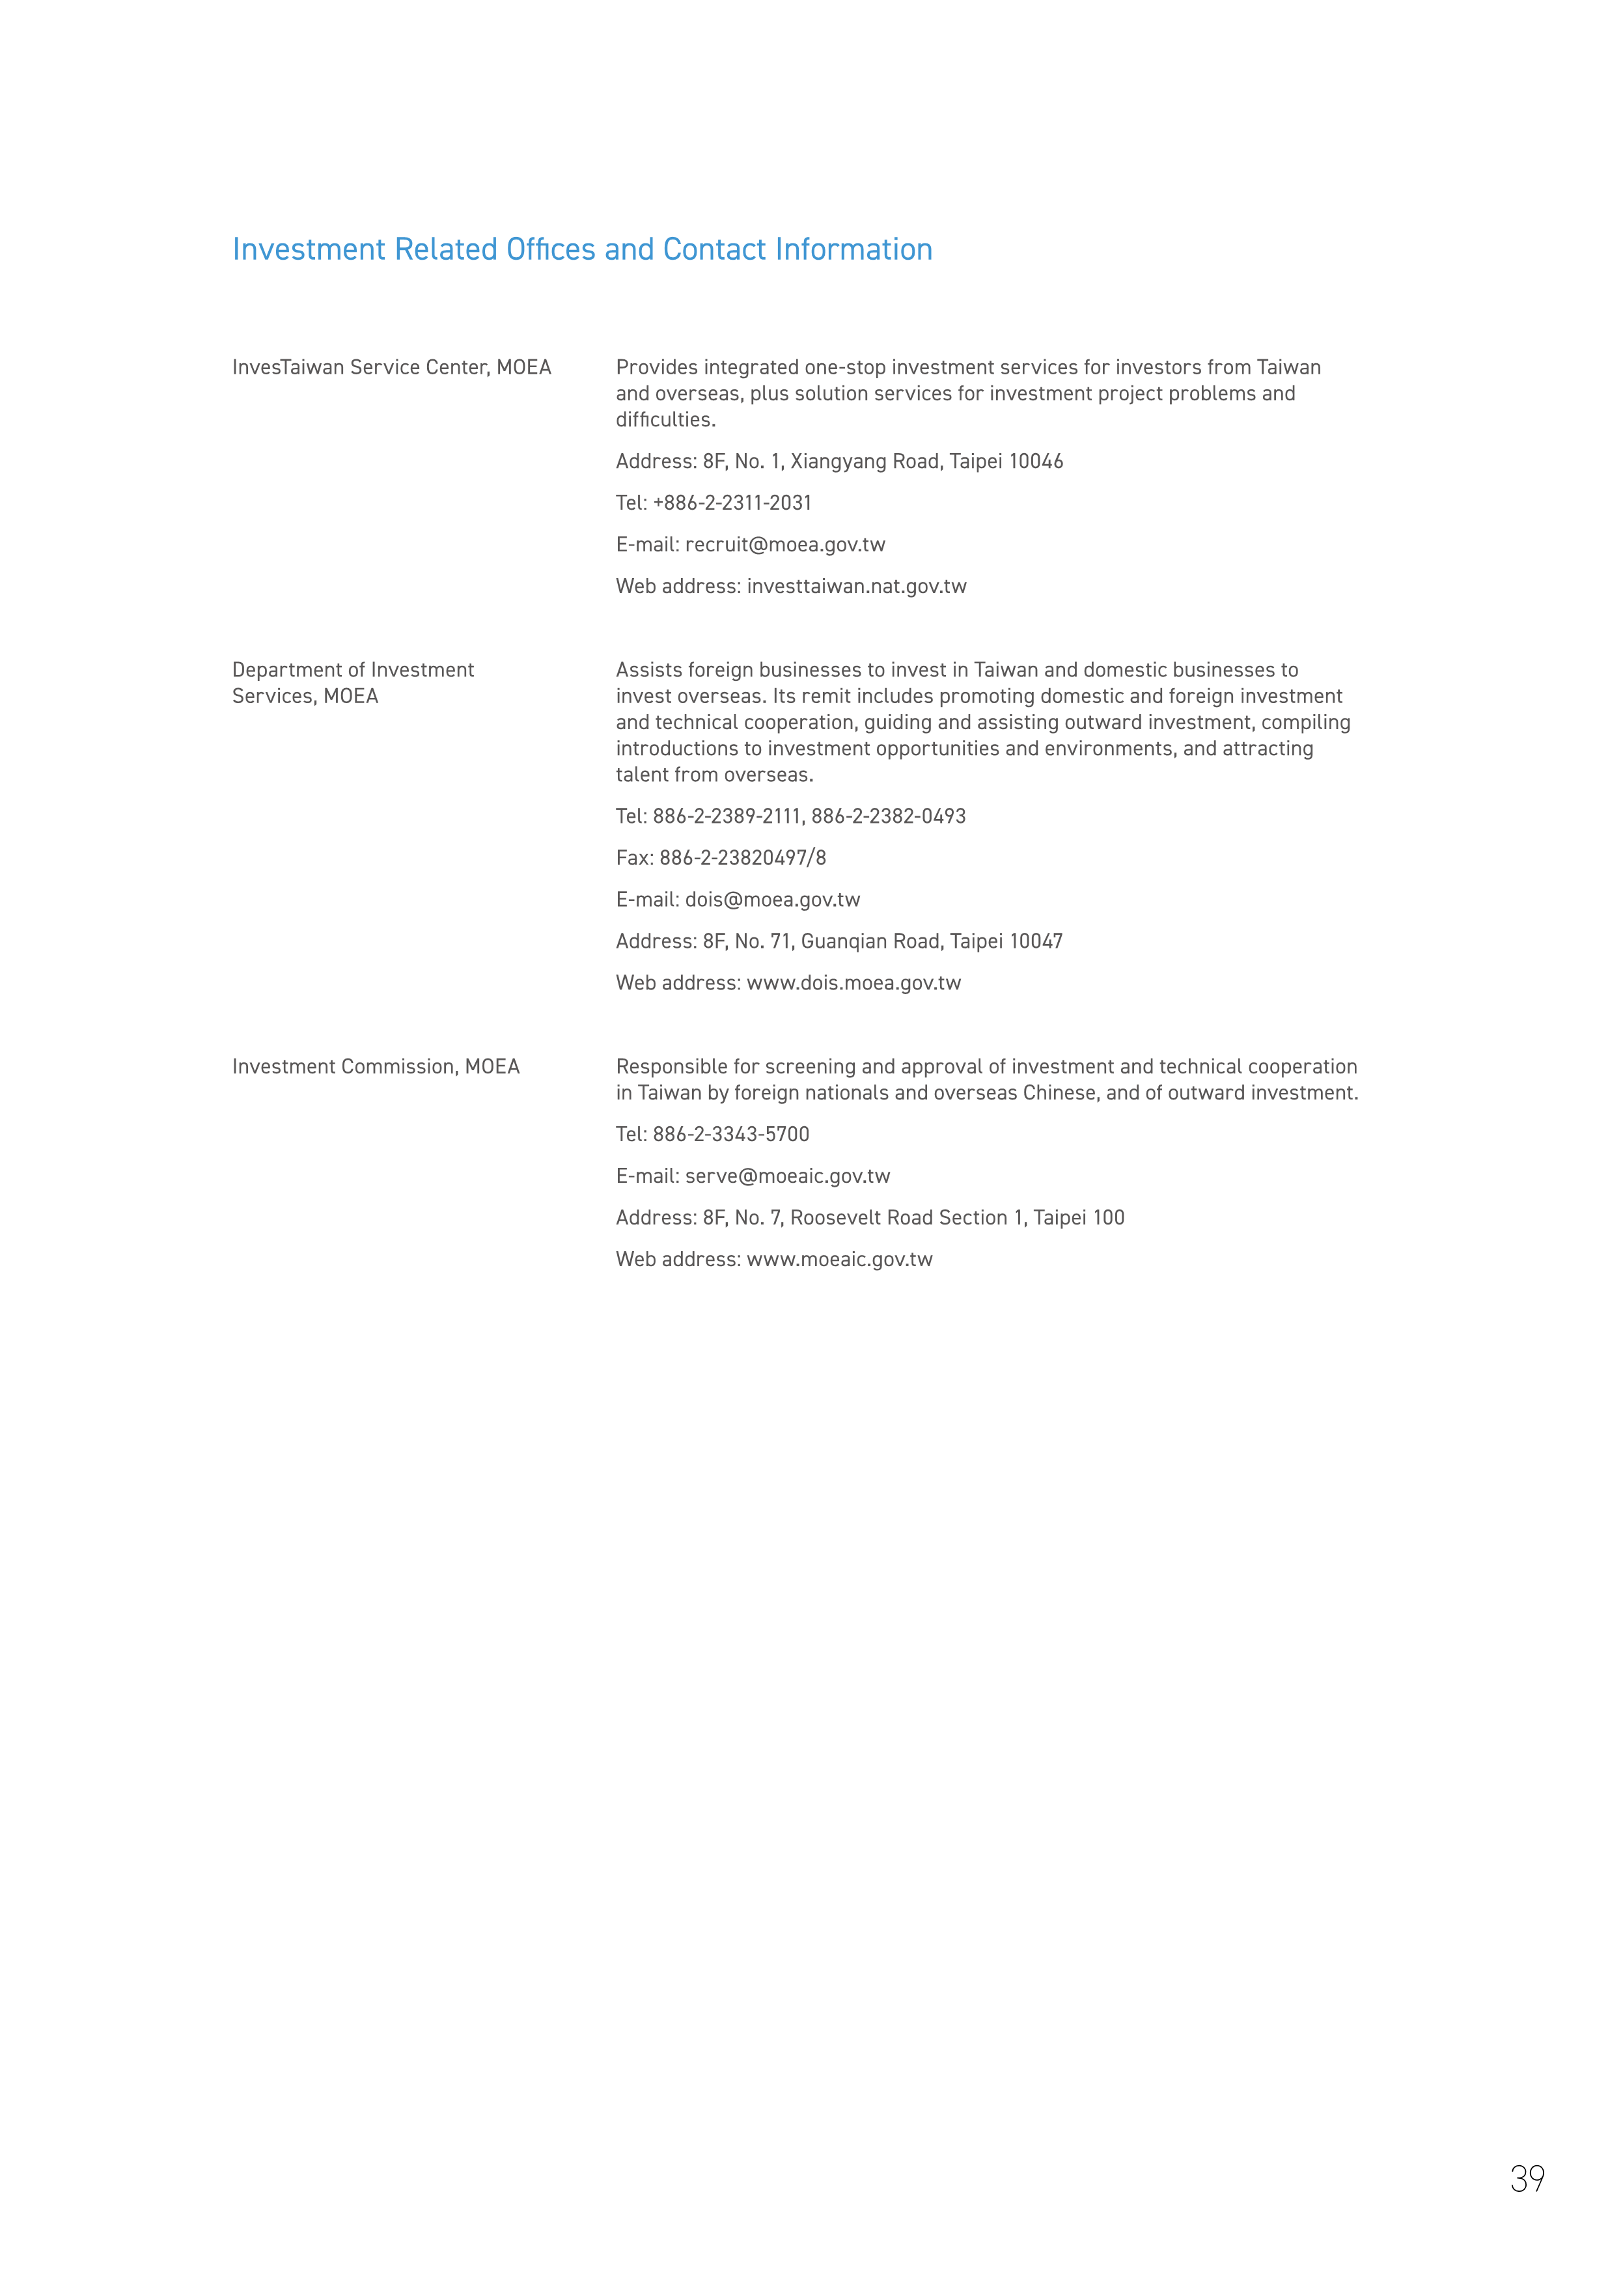 Investment Related Offices and Contact Information
InvesTaiwan Service Center, MOEA
Provides integrated one-stop investment services for investors from Taiwan
and overseas, plus solution services for investment project problems and
difficulties.
Address: 8F, No. 1, Xiangyang Road, Taipei 10046
Tel: +886-2-2311-2031
E-mail: recruit@moea.gov.tw
Web address: investtaiwan.nat.gov.tw
Department of Investment
Services, MOEA
Assists foreign businesses to invest in Taiwan and domestic businesses to
invest overseas. Its remit includes promoting domestic and foreign investment
and technical cooperation, guiding and assisting outward investment, compiling
introductions to investment opportunities and environments, and attracting
talent from overseas.
Tel: 886-2-2389-2111, 886-2-2382-0493
Fax: 886-2-23820497/8
E-mail: dois@moea.gov.tw
Address: 8F, No. 71, Guanqian Road, Taipei 10047
Web address: www.dois.moea.gov.tw
Investment Commission, MOEA
Responsible for screening and approval of investment and technical cooperation
in Taiwan by foreign nationals and overseas Chinese, and of outward investment.
Tel: 886-2-3343-5700
E-mail: serve@moeaic.gov.tw
Address: 8F, No. 7, Roosevelt Road Section 1, Taipei 100
Web address: www.moeaic.gov.tw
39